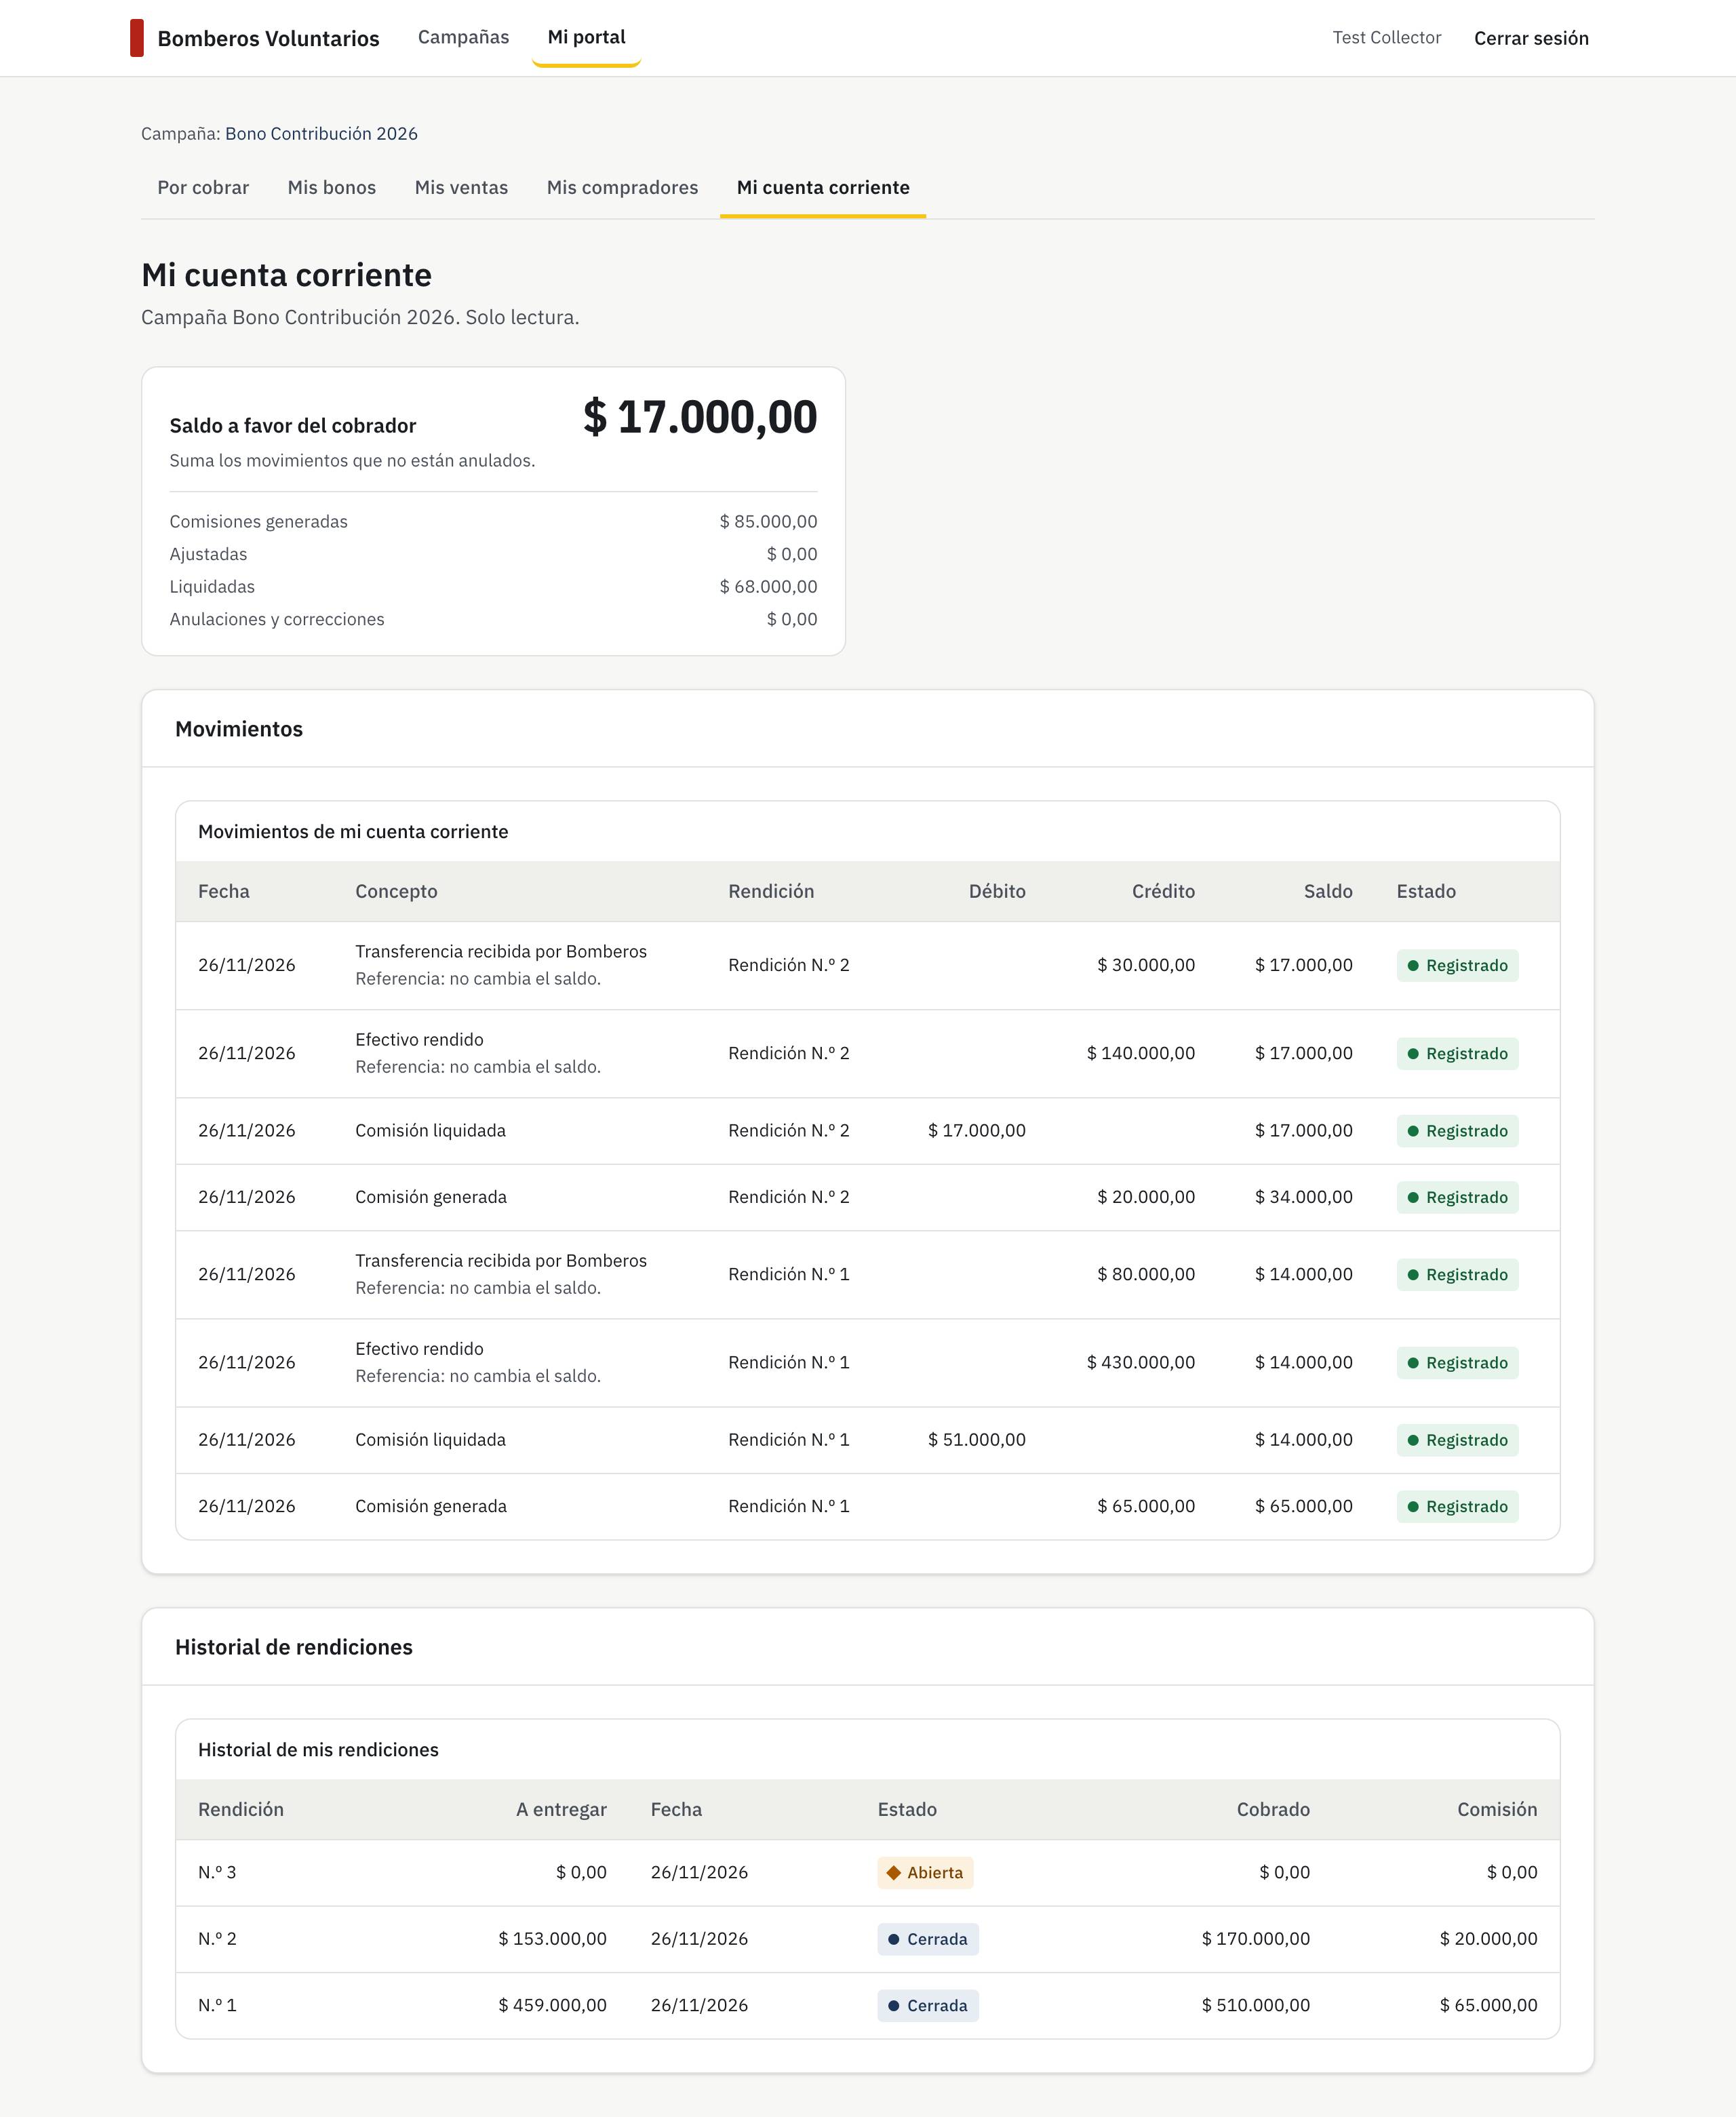 Bomberos Voluntarios Campañas Mi portal Test Collector Cerrar sesión
Campaña: Bono Contribución 2026
Por cobrar Mis bonos Mis ventas Mis compradores Mi cuenta corriente
Mi cuenta corriente
Campaña Bono Contribución 2026. Solo lectura.
Saldo a favor del cobrador $ 17.000,00
Suma los movimientos que no están anulados.
Comisiones generadas $ 85.000,00
Ajustadas $ 0,00
Liquidadas $ 68.000,00
Anulaciones y correcciones $ 0,00
Movimientos
Movimientos de mi cuenta corriente
Fecha Concepto Rendición Débito Crédito Saldo Estado
26/11/2026 Transferencia recibida por Bomberos Rendición N.º 2 $ 30.000,00 $ 17.000,00 Registrado
Referencia: no cambia el saldo.
26/11/2026 Efectivo rendido Rendición N.º 2 $ 140.000,00 $ 17.000,00 Registrado
Referencia: no cambia el saldo.
26/11/2026 Comisión liquidada Rendición N.º 2 $ 17.000,00 $ 17.000,00 Registrado
26/11/2026 Comisión generada Rendición N.º 2 $ 20.000,00 $ 34.000,00 Registrado
26/11/2026 Transferencia recibida por Bomberos Rendición N.º 1 $ 80.000,00 $ 14.000,00 Registrado
Referencia: no cambia el saldo.
26/11/2026 Efectivo rendido Rendición N.º 1 $ 430.000,00 $ 14.000,00 Registrado
Referencia: no cambia el saldo.
26/11/2026 Comisión liquidada Rendición N.º 1 $ 51.000,00 $ 14.000,00 Registrado
26/11/2026 Comisión generada Rendición N.º 1 $ 65.000,00 $ 65.000,00 Registrado
Historial de rendiciones
Historial de mis rendiciones
Rendición A entregar Fecha Estado Cobrado Comisión
N.º 3 $ 0,00 26/11/2026 Abierta $ 0,00 $ 0,00
N.º 2 $ 153.000,00 26/11/2026 Cerrada $ 170.000,00 $ 20.000,00
N.º 1 $ 459.000,00 26/11/2026 Cerrada $ 510.000,00 $ 65.000,00